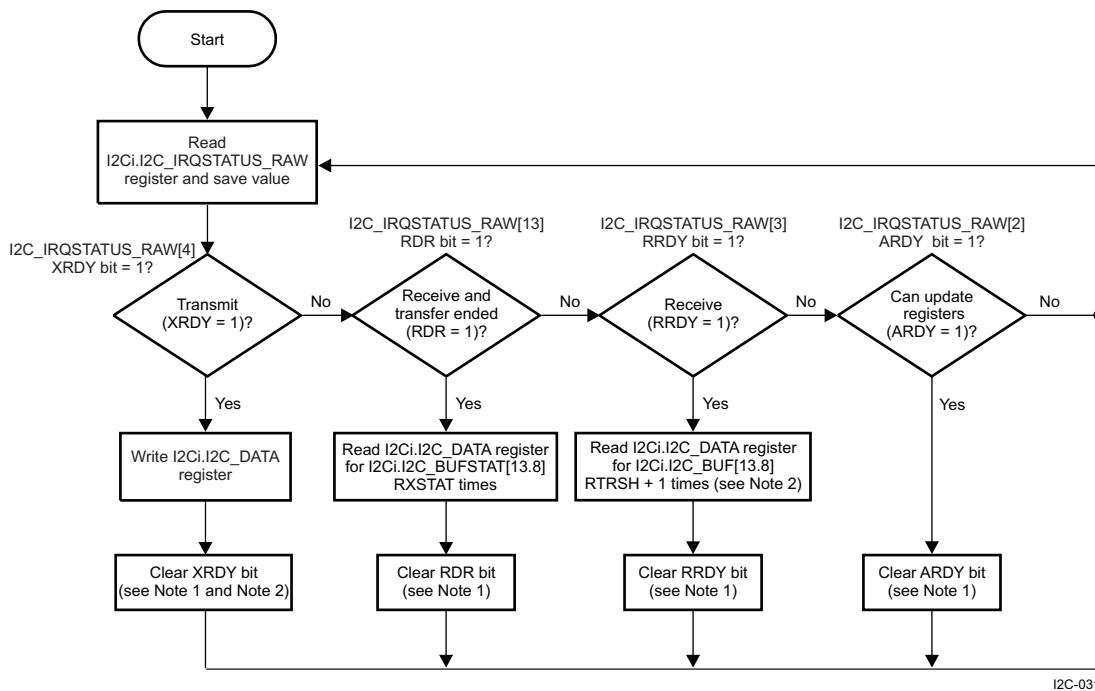 Start
Read
I2Ci.I2C_IRQSTATUS_RAW
register and save value
I2C_IRQSTATUS_RAW[4]
XRDY bit = 1?
I2C_IRQSTATUS_RAW[13]
RDR bit = 1?
I2C_IRQSTATUS_RAW[3]
RRDY bit = 1?
I2C_IRQSTATUS_RAW[2]
ARDY bit = 1?
Transmit
(XRDY = 1)?
No
Receive and
transfer ended
(RDR = 1)?
No
Receive
(RRDY = 1)?
No
Can update
registers
(ARDY = 1)?
No
Yes
Yes
Yes
Yes
Write I2Ci.I2C_DATA
register
Read I2Ci.I2C_DATA register
for I2Ci.I2C_BUFSTAT[13.8]
RXSTAT times
Read I2Ci.I2C_DATA register
for I2Ci.I2C_BUF[13.8]
RTRSH + 1 times (see Note 2)
Clear XRDY bit
(see Note 1 and Note 2)
Clear RDR bit
(see Note 1)
Clear RRDY bit
(see Note 1)
Clear ARDY bit
(see Note 1)